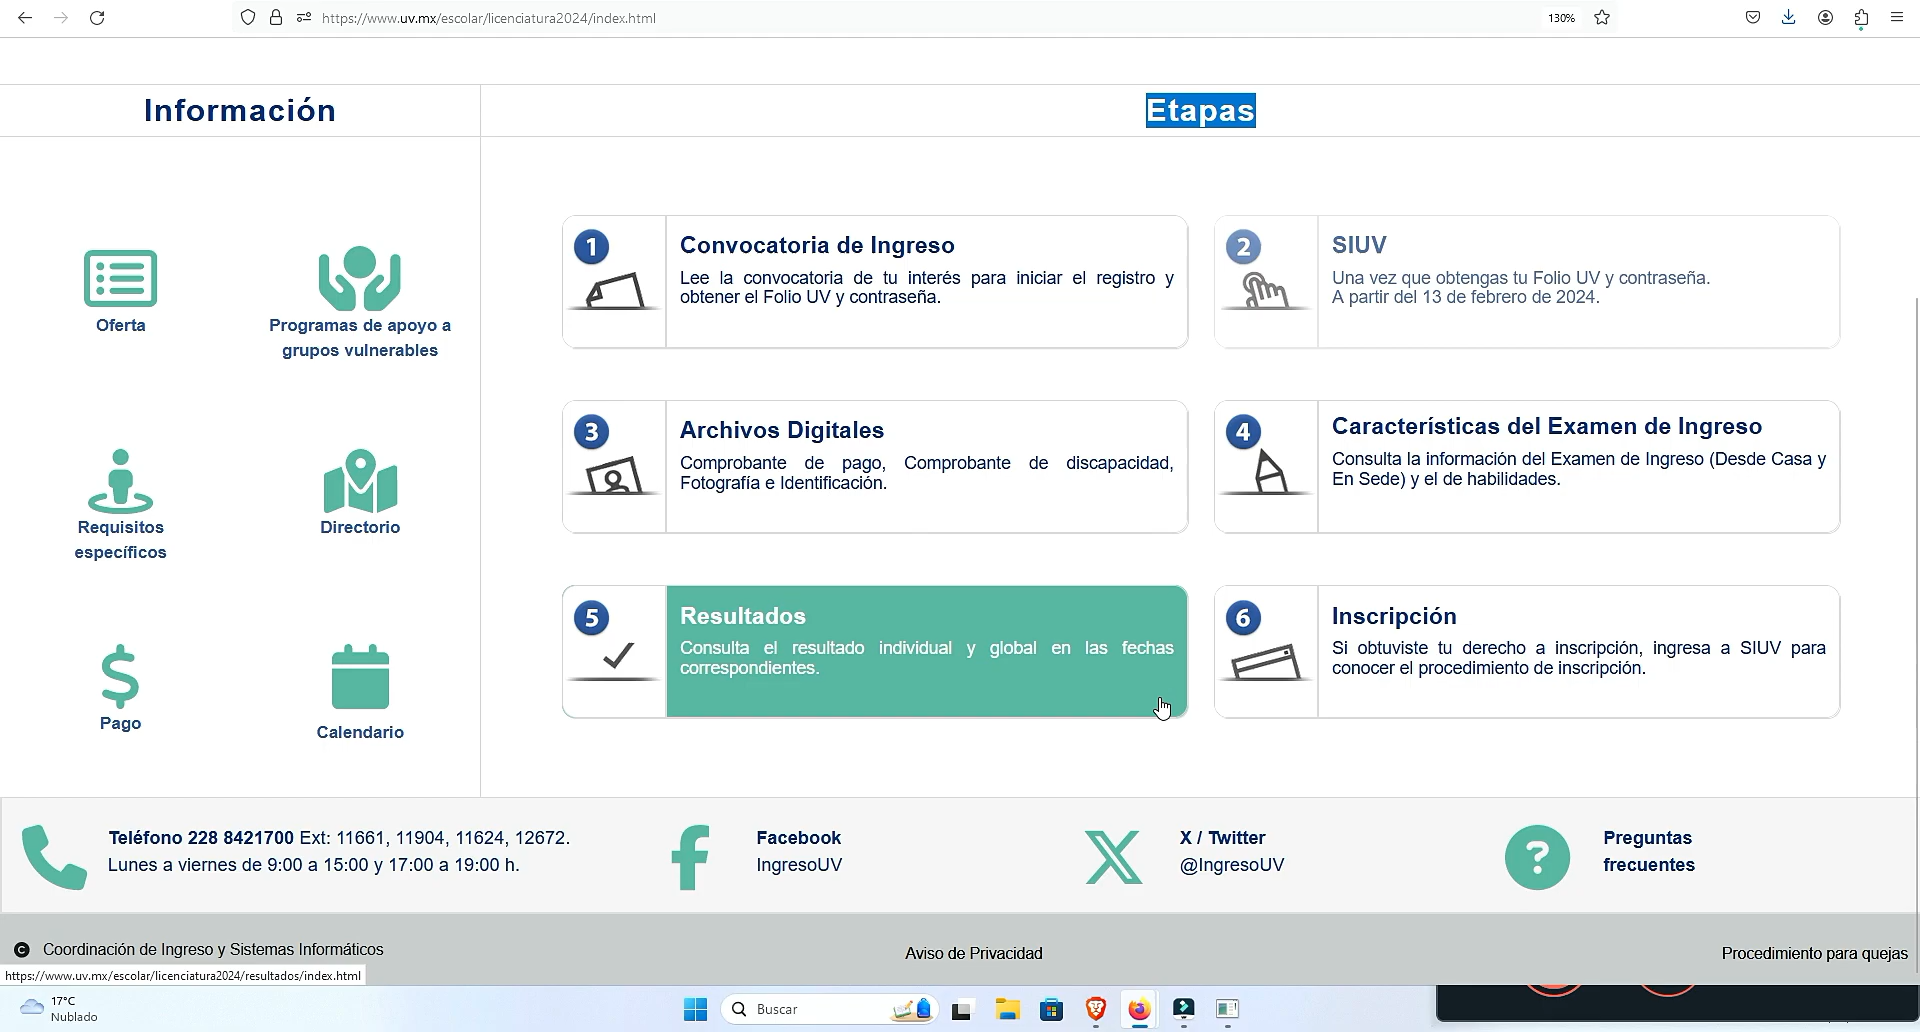 https://www.uv.mx/escolar/licenciatura2024/index.html
130%
Información
Etapas
Oferta
Programas de apoyo a
grupos vulnerables
Requisitos
específicos
Directorio
Pago
Calendario
1
Convocatoria de Ingreso
Lee la convocatoria de tu interés para iniciar el registro y
obtener el Folio UV y contraseña.
2
SIUV
Una vez que obtengas tu Folio UV y contraseña.
A partir del 13 de febrero de 2024.
3
Archivos Digitales
Comprobante de pago, Comprobante de discapacidad,
Fotografía e Identificación.
4
Características del Examen de Ingreso
Consulta la información del Examen de Ingreso (Desde Casa y
En Sede) y el de habilidades.
5
Resultados
Consulta el resultado individual y global en las fechas
correspondientes.
6
Inscripción
Si obtuviste tu derecho a inscripción, ingresa a SIUV para
conocer el procedimiento de inscripción.
Teléfono 228 8421700 Ext: 11661, 11904, 11624, 12672.
Lunes a viernes de 9:00 a 15:00 y 17:00 a 19:00 h.
Facebook
IngresoUV
X / Twitter
@IngresoUV
Preguntas
frecuentes
Coordinación de Ingreso y Sistemas Informáticos
Aviso de Privacidad
Procedimiento para quejas
https://www.uv.mx/escolar/licenciatura2024/resultados/index.html
17°C
Nublado
Buscar